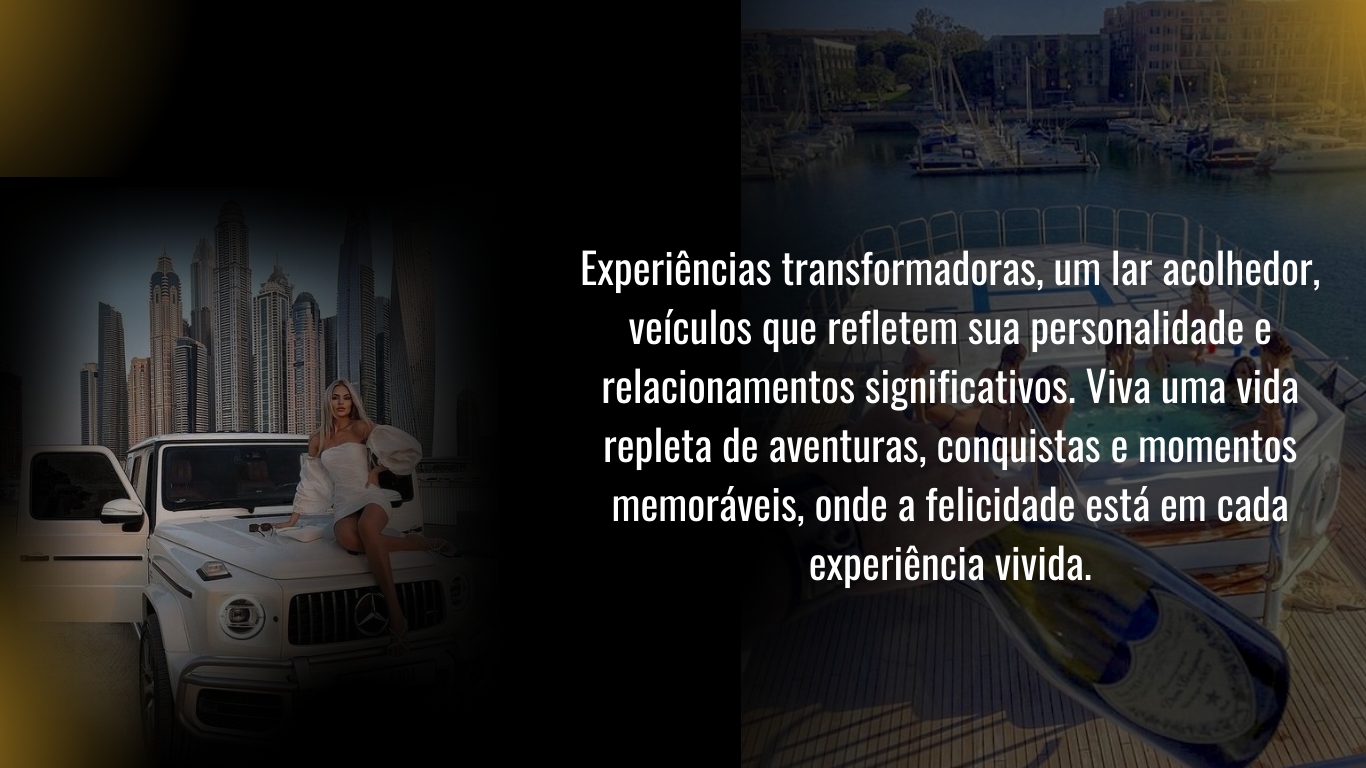 Experiências transformadoras, um lar acolhedor,
veículos que refletem sua personalidade e
relacionamentos significativos. Viva uma vida
repleta de aventuras, conquistas e momentos
memoráveis, onde a felicidade está em cada
experiência vivida.